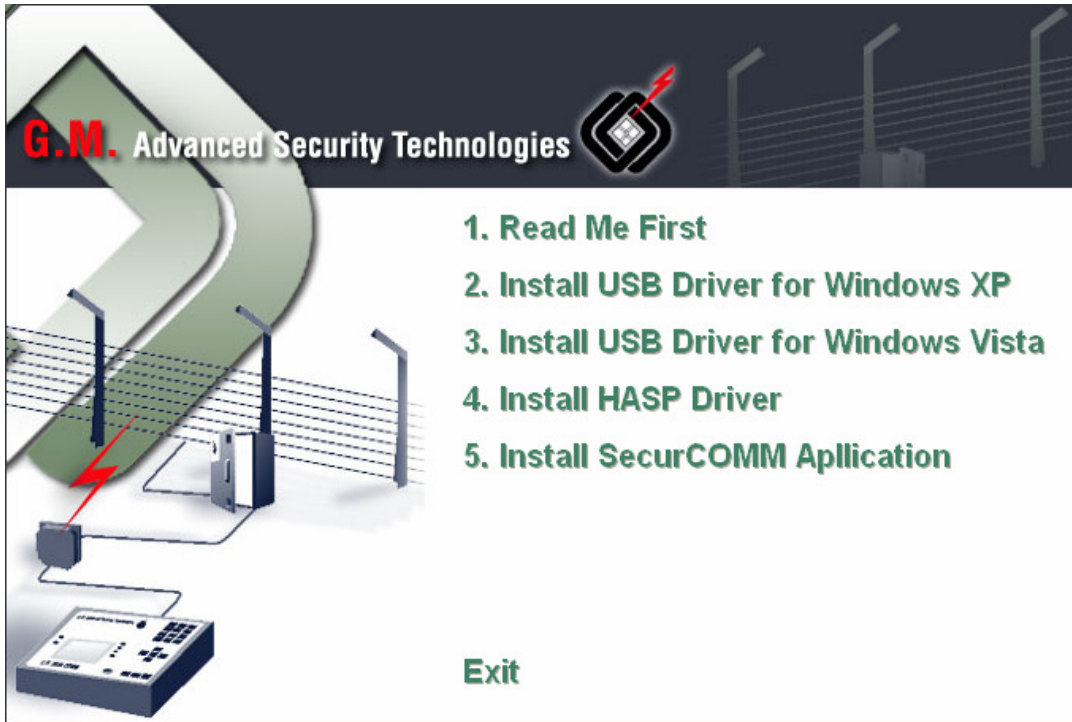 G.M. Advanced Security Technologies
1. Read Me First
2. Install USB Driver for Windows XP
3. Install USB Driver for Windows Vista
4. Install HASP Driver
5. Install SecurCOMM Apllication
Exit